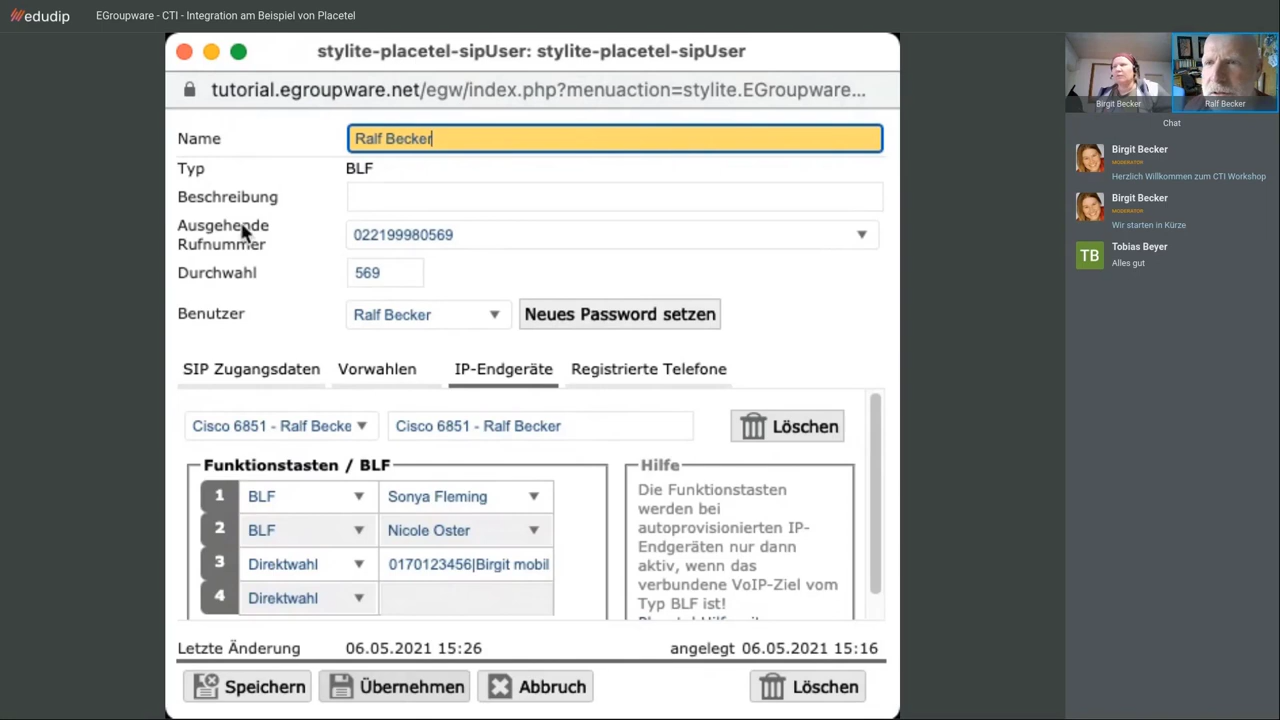 edudip
EGroupware - CTI - Integration am Beispiel von Placetel
stylite-placetel-sipUser: stylite-placetel-sipUser
tutorial.egroupware.net/egw/index.php?menuaction=stylite.EGroupware...
Name
Ralf Becker
Typ
BLF
Beschreibung
Ausgehende
Rufnummer
022199980569
Durchwahl
569
Benutzer
Ralf Becker
Neues Password setzen
SIP Zugangsdaten
Vorwahlen
IP-Endgeräte
Registrierte Telefone
Cisco 6851 - Ralf Becke
Cisco 6851 - Ralf Becker
Löschen
Funktionstasten / BLF
1 BLF Sonya Fleming
2 BLF Nicole Oster
3 Direktwahl 0170123456|Birgit mobil
4 Direktwahl
Hilfe
Die Funktionstasten
werden bei
autoprovisionierten IP-
Endgeräten nur dann
aktiv, wenn das
verbundene VoIP-Ziel vom
Typ BLF ist!
Letzte Änderung 06.05.2021 15:26
angelegt 06.05.2021 15:16
Speichern
Übernehmen
Abbruch
Löschen
Birgit Becker
Ralf Becker
Chat
Birgit Becker
MODERATOR
Herzlich Willkommen zum CTI Workshop
Birgit Becker
MODERATOR
Wir starten in Kürze
TB
Tobias Beyer
Alles gut